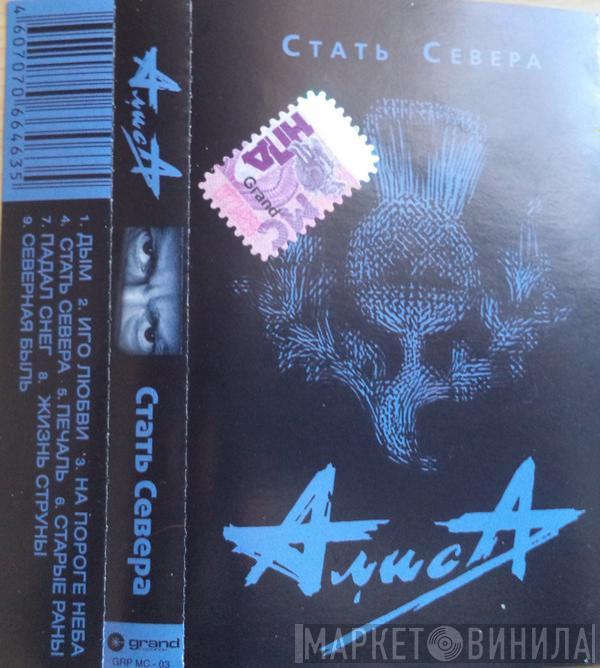 4607070664635
1. ДЫМ 2. ИГО ЛЮБВИ 3. НА ПОРОГЕ НЕБА
4. СТАТЬ СЕВЕРА 5. ПЕЧАЛЬ 6. СТАРЫЕ РАНЫ
7. ПАДАЛ СНЕГ 8. ЖИЗНЬ СТРУНЫ
9. СЕВЕРНАЯ БЫЛЬ
АлисА
Стать Севера
grand
GRP MC - 03
Стать Севера
НПД
Grand
МС
АлисА
МАРКЕТ ВИНИЛА